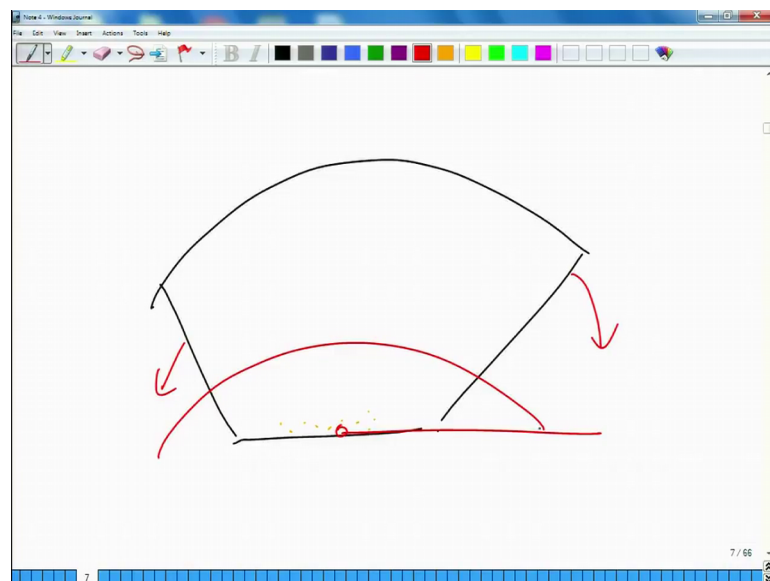 Note 4 - Windows Journal
File Edit View Insert Actions Tools Help
B I
7 / 66
7